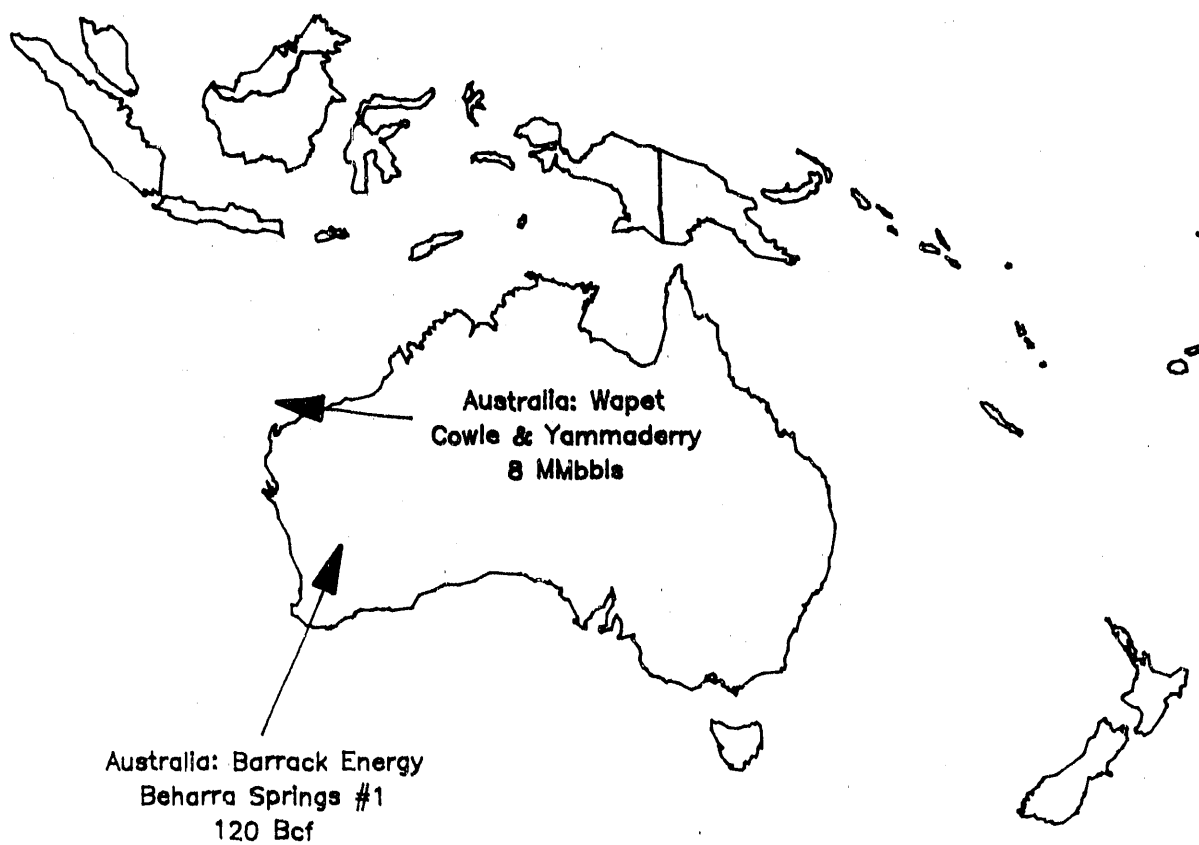 Australia: Wapet
Cowle & Yammaderry
8 MMbbls
Australia: Barrack Energy
Beharra Springs #1
120 Bcf